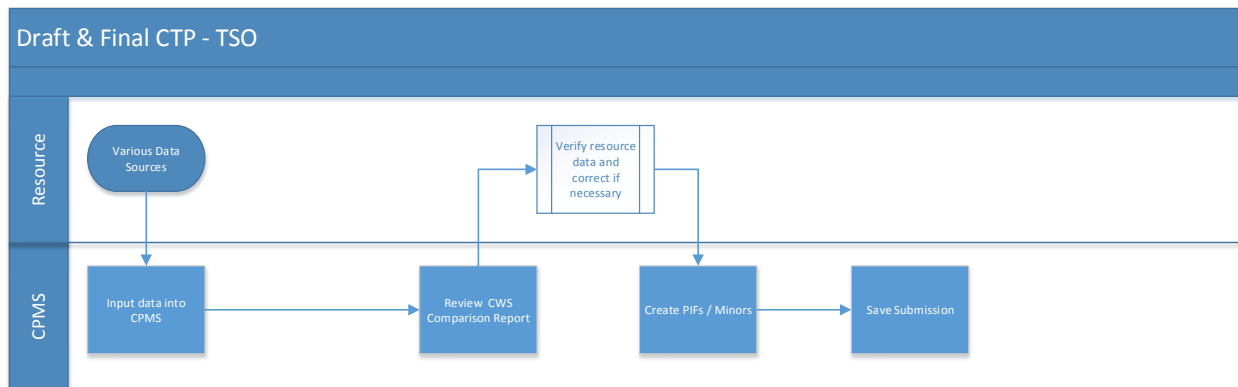 Draft & Final CTP - TSO
Resource
Various Data
Sources
Verify resource
data and
correct if
necessary
CPMS
Input data into
CPMS
Review CWS
Comparison Report
Create PIFs / Minors
Save Submission